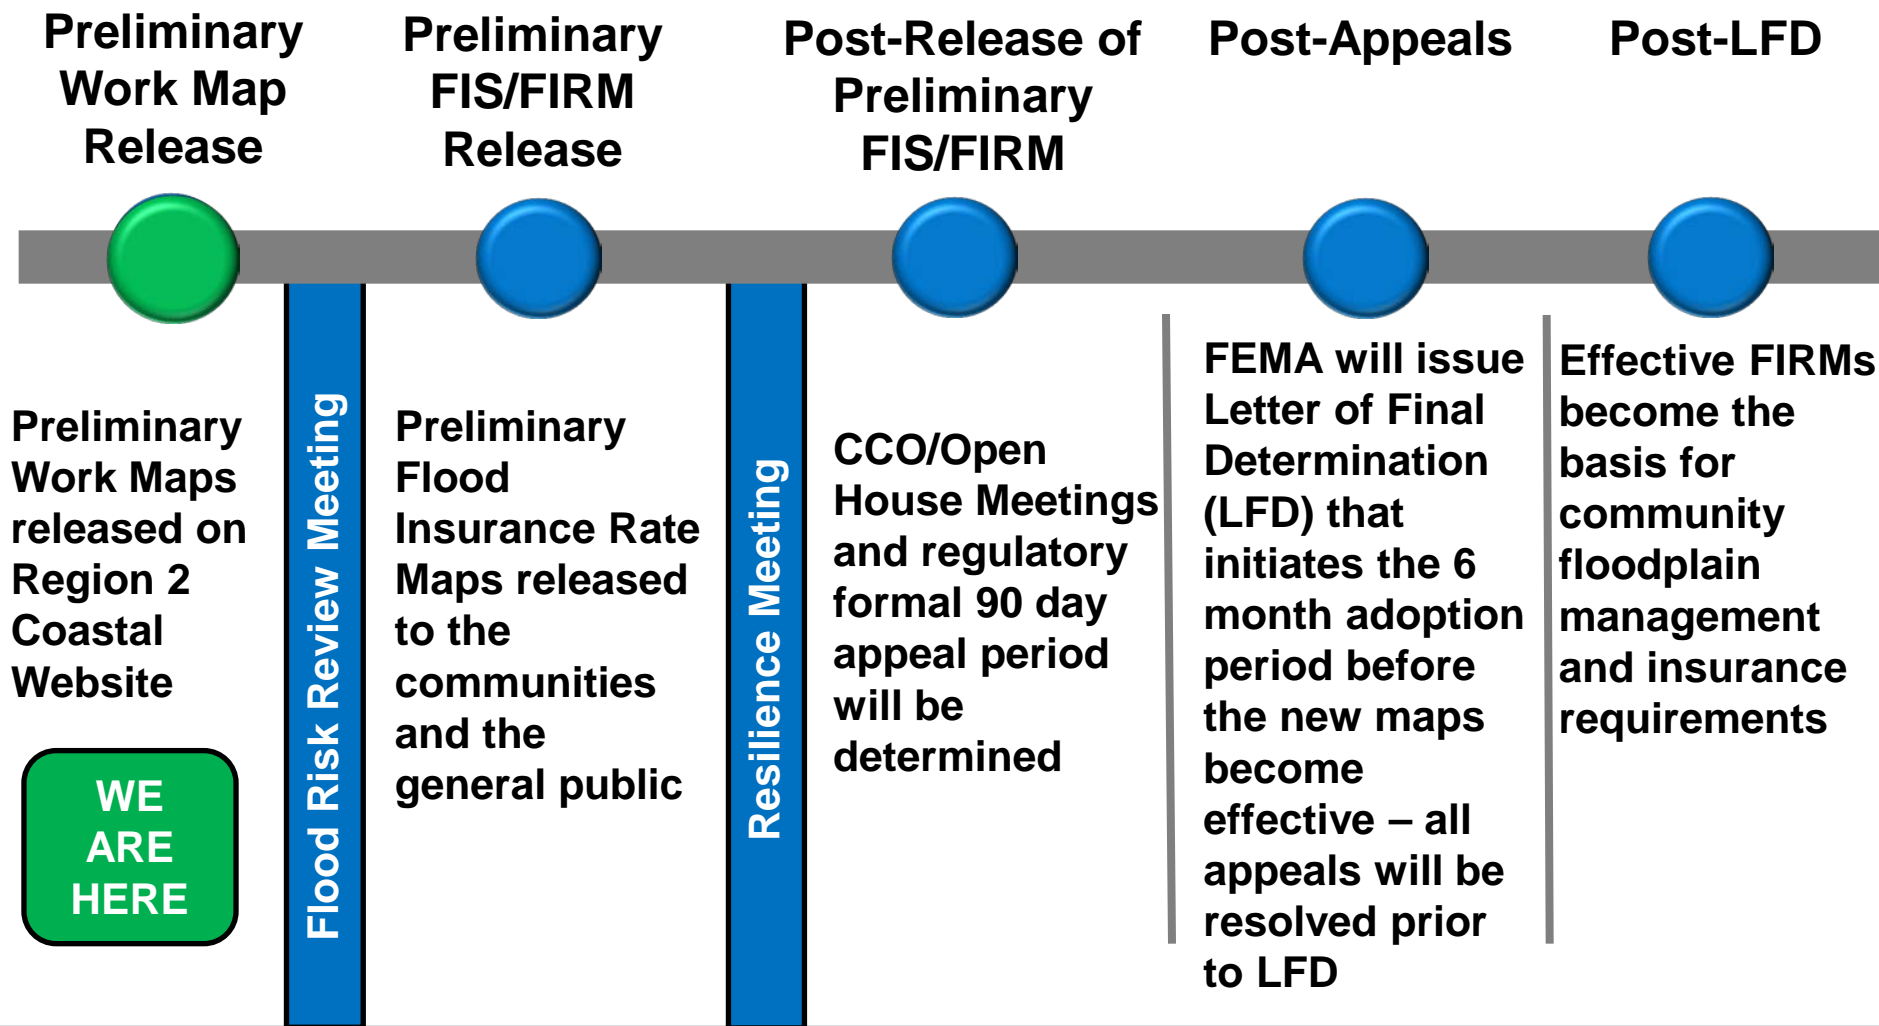 Preliminary
Work Map
Release
Preliminary
FIS/FIRM
Release
Post-Release of
Preliminary
FIS/FIRM
Post-Appeals
Post-LFD
Preliminary
Work Maps
released on
Region 2
Coastal
Website
WE
ARE
HERE
Flood Risk Review Meeting
Preliminary
Flood
Insurance Rate
Maps released
to the
communities
and the
general public
Resilience Meeting
CCO/Open
House Meetings
and regulatory
formal 90 day
appeal period
will be
determined
FEMA will issue
Letter of Final
Determination
(LFD) that
initiates the 6
month adoption
period before
the new maps
become
effective – all
appeals will be
resolved prior
to LFD
Effective FIRMs
become the
basis for
community
floodplain
management
and insurance
requirements